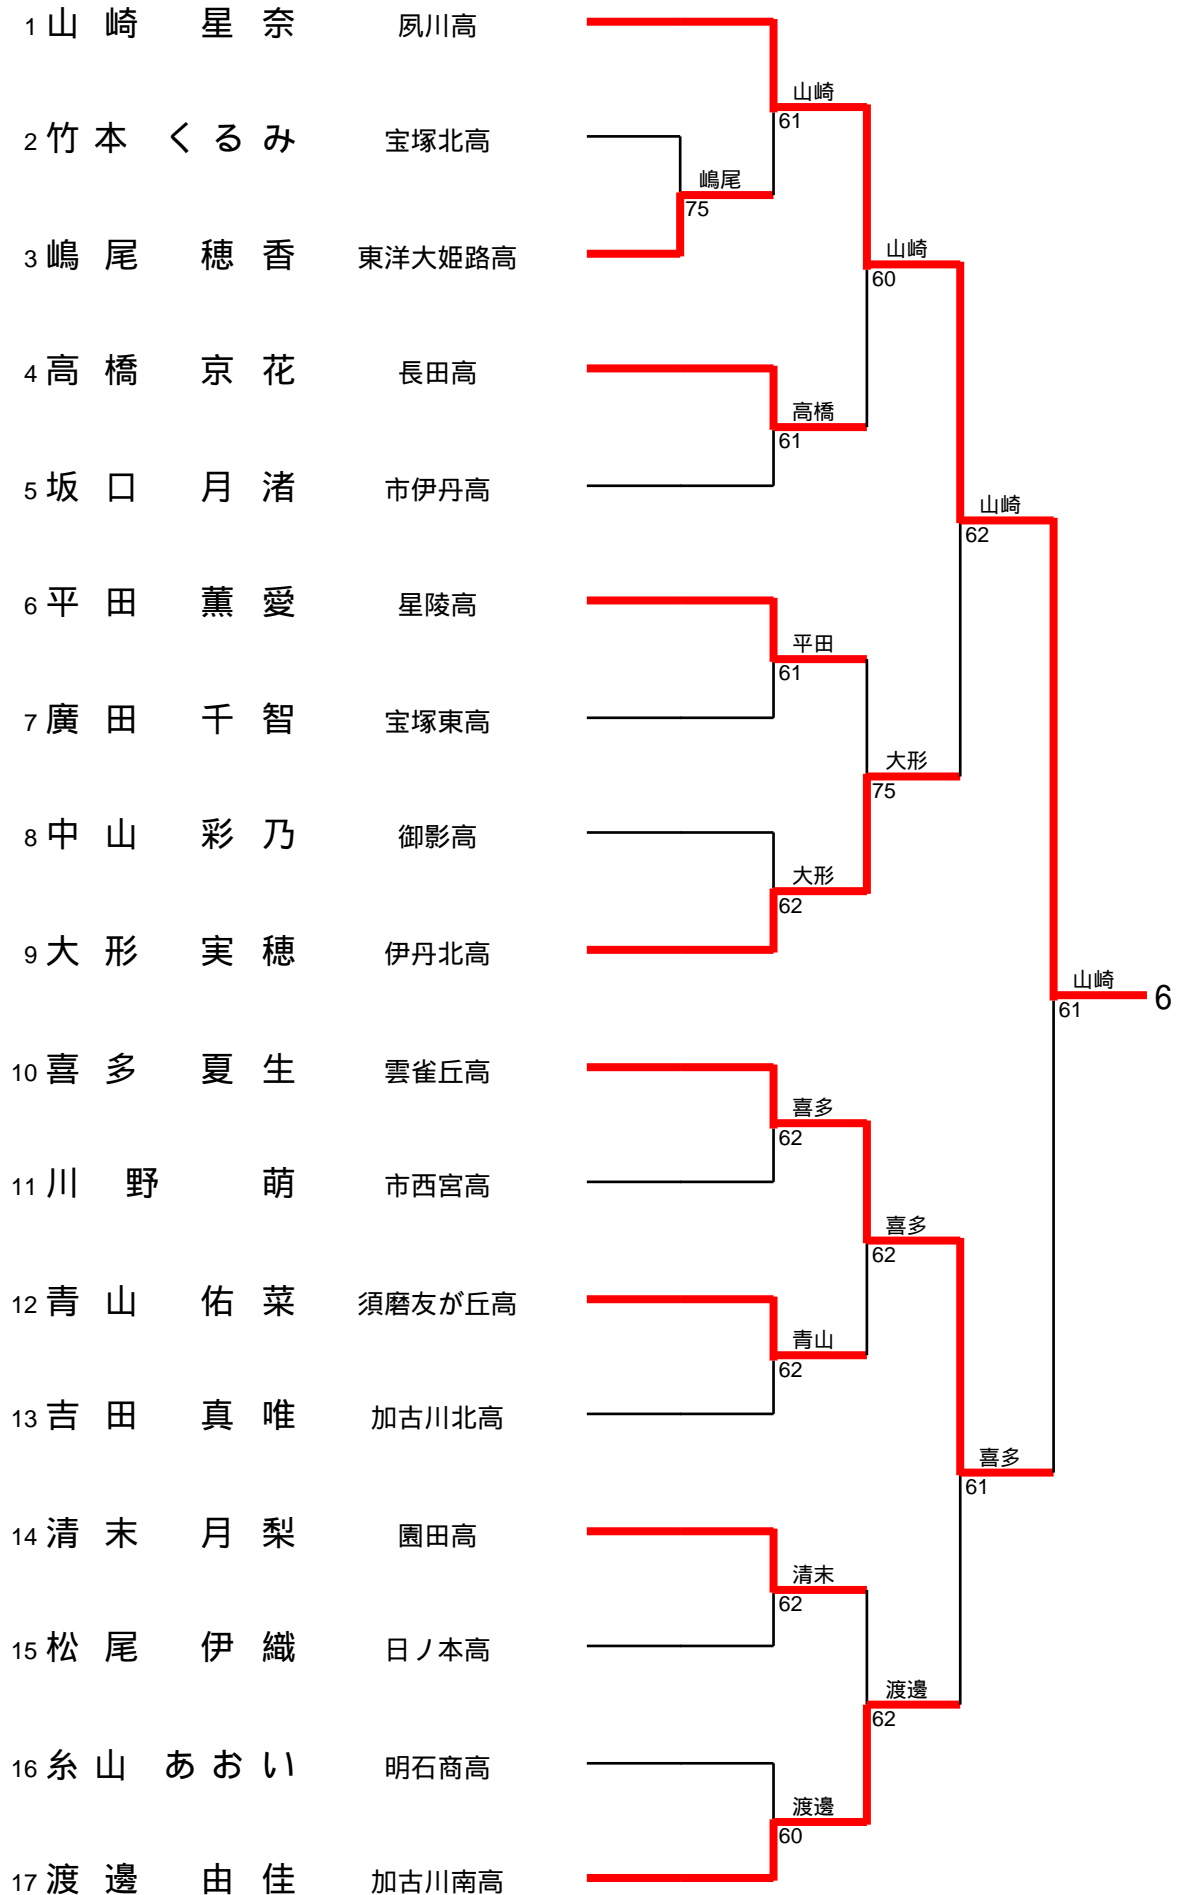 1 山崎 星奈 夙川高
山崎
61
2 竹本 くるみ 宝塚北高
嶋尾
75
3 嶋尾 穂香 東洋大姫路高
山崎
60
4 高橋 京花 長田高
高橋
61
5 坂口 月渚 市伊丹高
山崎
62
6 平田 薫愛 星陵高
平田
61
7 廣田 千智 宝塚東高
大形
75
8 中山 彩乃 御影高
大形
62
9 大形 実穂 伊丹北高
山崎
61
6
10 喜多 夏生 雲雀丘高
喜多
62
11 川野 萌 市西宮高
喜多
62
12 青山 佑菜 須磨友が丘高
青山
62
13 吉田 真唯 加古川北高
喜多
61
14 清末 月梨 園田高
清末
62
15 松尾 伊織 日ノ本高
渡邊
62
16 糸山 あおい 明石商高
渡邊
60
17 渡邊 由佳 加古川南高